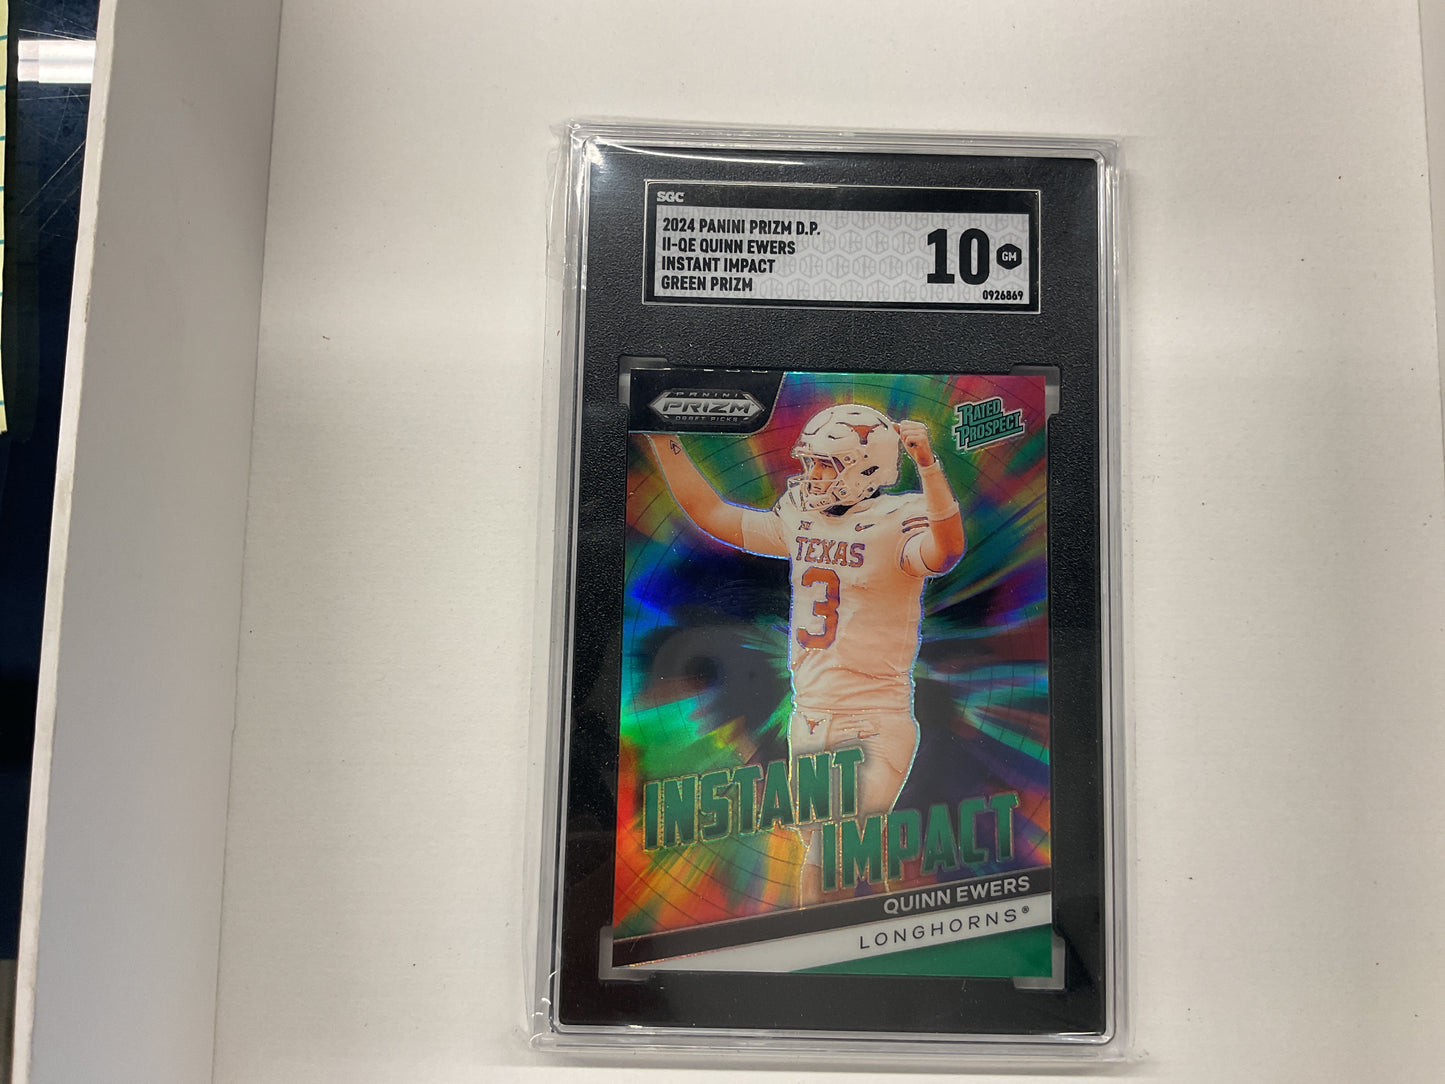 SGC
2024 PANINI PRIZM D.P.
II-QE QUINN EWERS
INSTANT IMPACT
GREEN PRIZM
10 GM
0926869
PANINI
PRIZM
DRAFT PICKS
RATED
PROSPECT
TEXAS
3
INSTANT
IMPACT
QUINN EWERS
LONGHORNS®